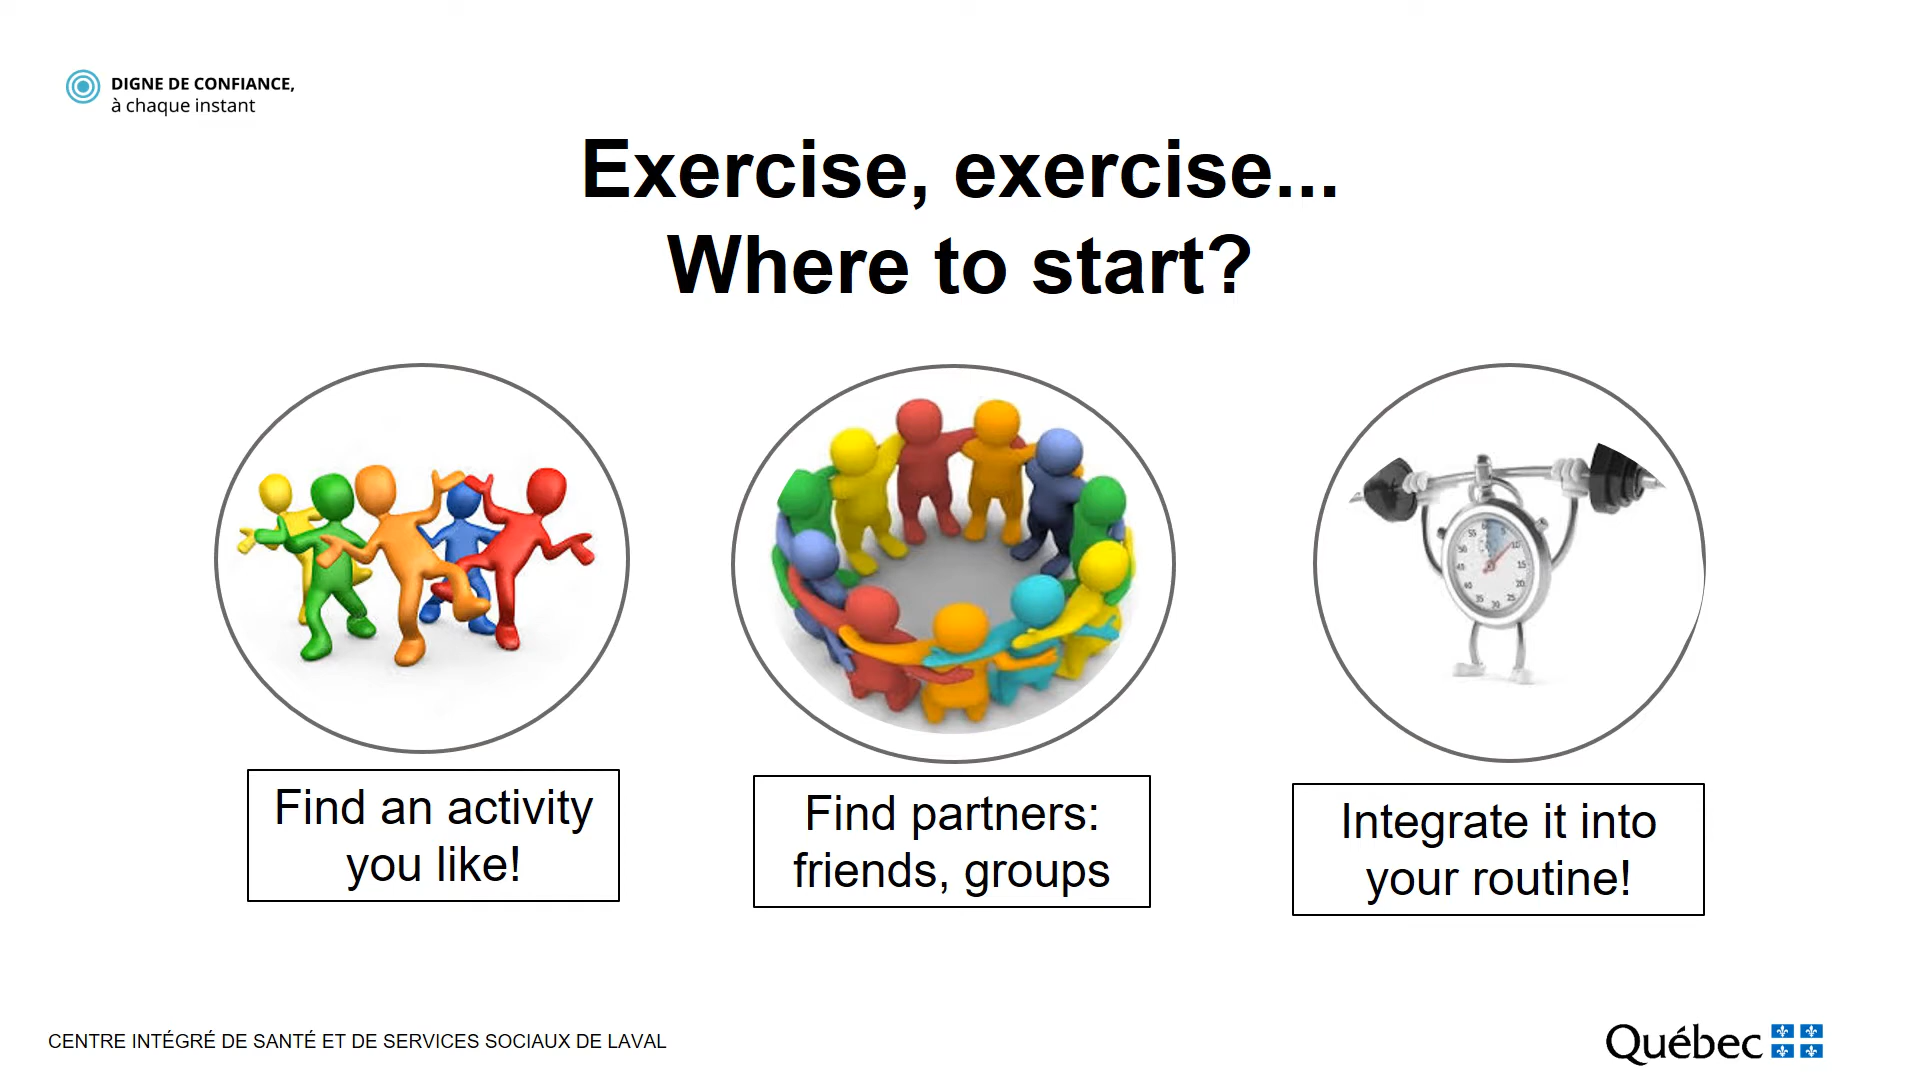 DIGNE DE CONFIANCE,
à chaque instant
Exercise, exercise...
Where to start?
Find an activity
you like!
Find partners:
friends, groups
Integrate it into
your routine!
CENTRE INTÉGRÉ DE SANTÉ ET DE SERVICES SOCIAUX DE LAVAL
Québec